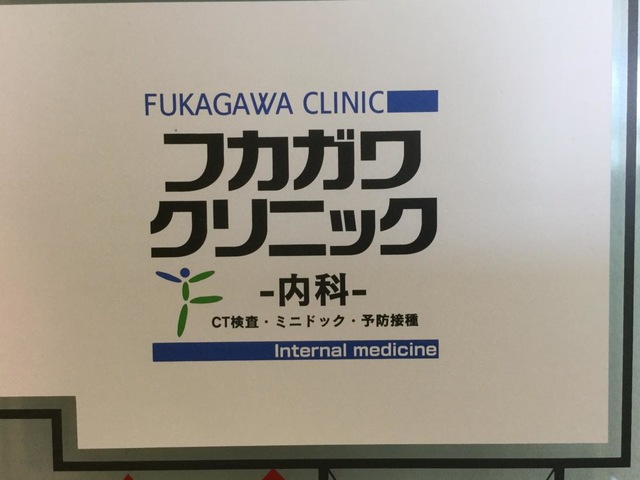 FUKAGAWA CLINIC
フカガワ
クリニック
-内科-
CT検査・ミニドック・予防接種
Internal medicine